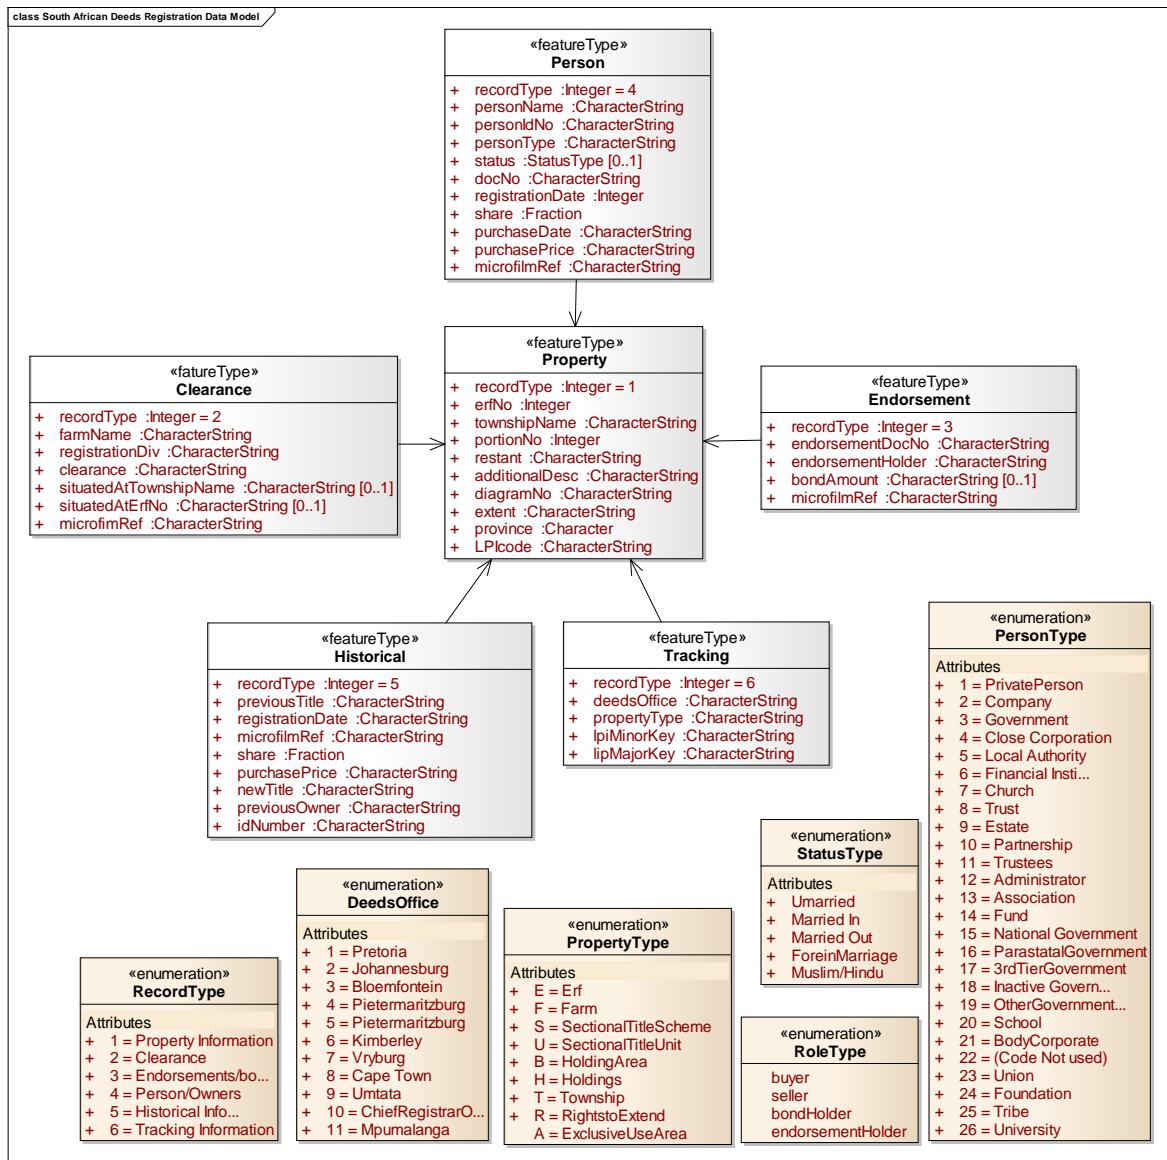 class South African Deeds Registration Data Model
«featureType»
Person
+ recordType :Integer = 4
+ personName :CharacterString
+ personIdNo :CharacterString
+ personType :CharacterString
+ status :StatusType [0..1]
+ docNo :CharacterString
+ registrationDate :Integer
+ share :Fraction
+ purchaseDate :CharacterString
+ purchasePrice :CharacterString
+ microfilmRef :CharacterString
«featureType»
Property
+ recordType :Integer = 1
+ erfNo :Integer
+ townshipName :CharacterString
+ portionNo :Integer
+ restant :CharacterString
+ additionalDesc :CharacterString
+ diagramNo :CharacterString
+ extent :CharacterString
+ province :Character
+ LPIcode :CharacterString
«fatureType»
Clearance
+ recordType :Integer = 2
+ farmName :CharacterString
+ registrationDiv :CharacterString
+ clearance :CharacterString
+ situatedAtTownshipName :CharacterString [0..1]
+ situatedAtErfNo :CharacterString [0..1]
+ microfimRef :CharacterString
«featureType»
Endorsement
+ recordType :Integer = 3
+ endorsementDocNo :CharacterString
+ endorsementHolder :CharacterString
+ bondAmount :CharacterString [0..1]
+ microfilmRef :CharacterString
«featureType»
Historical
+ recordType :Integer = 5
+ previousTitle :CharacterString
+ registrationDate :CharacterString
+ microfilmRef :CharacterString
+ share :Fraction
+ purchasePrice :CharacterString
+ newTitle :CharacterString
+ previousOwner :CharacterString
+ idNumber :CharacterString
«featureType»
Tracking
+ recordType :Integer = 6
+ deedsOffice :CharacterString
+ propertyType :CharacterString
+ lpiMinorKey :CharacterString
+ lipMajorKey :CharacterString
«enumeration»
PersonType
Attributes
+ 1 = PrivatePerson
+ 2 = Company
+ 3 = Government
+ 4 = Close Corporation
+ 5 = Local Authority
+ 6 = Financial Insti...
+ 7 = Church
+ 8 = Trust
+ 9 = Estate
+ 10 = Partnership
+ 11 = Trustees
+ 12 = Administrator
+ 13 = Association
+ 14 = Fund
+ 15 = National Government
+ 16 = ParastatalGovernment
+ 17 = 3rdTierGovernment
+ 18 = Inactive Govern...
+ 19 = OtherGovernment...
+ 20 = School
+ 21 = BodyCorporate
+ 22 = (Code Not used)
+ 23 = Union
+ 24 = Foundation
+ 25 = Tribe
+ 26 = University
«enumeration»
StatusType
Attributes
+ Umarried
+ Married In
+ Married Out
+ ForeinMarriage
+ Muslim/Hindu
«enumeration»
DeedsOffice
Attributes
+ 1 = Pretoria
+ 2 = Johannesburg
+ 3 = Bloemfontein
+ 4 = Pietermaritzburg
+ 5 = Pietermaritzburg
+ 6 = Kimberley
+ 7 = Vryburg
+ 8 = Cape Town
+ 9 = Umtata
+ 10 = ChiefRegistrarO...
+ 11 = Mpumalanga
«enumeration»
PropertyType
Attributes
+ E = Erf
+ F = Farm
+ S = SectionalTitleScheme
+ U = SectionalTitleUnit
+ B = HoldingArea
+ H = Holdings
+ T = Township
+ R = RightstoExtend
A = ExclusiveUseArea
«enumeration»
RecordType
Attributes
+ 1 = Property Information
+ 2 = Clearance
+ 3 = Endorsements/bo...
+ 4 = Person/Owners
+ 5 = Historical Info...
+ 6 = Tracking Information
«enumeration»
RoleType
buyer
seller
bondHolder
endorsementHolder